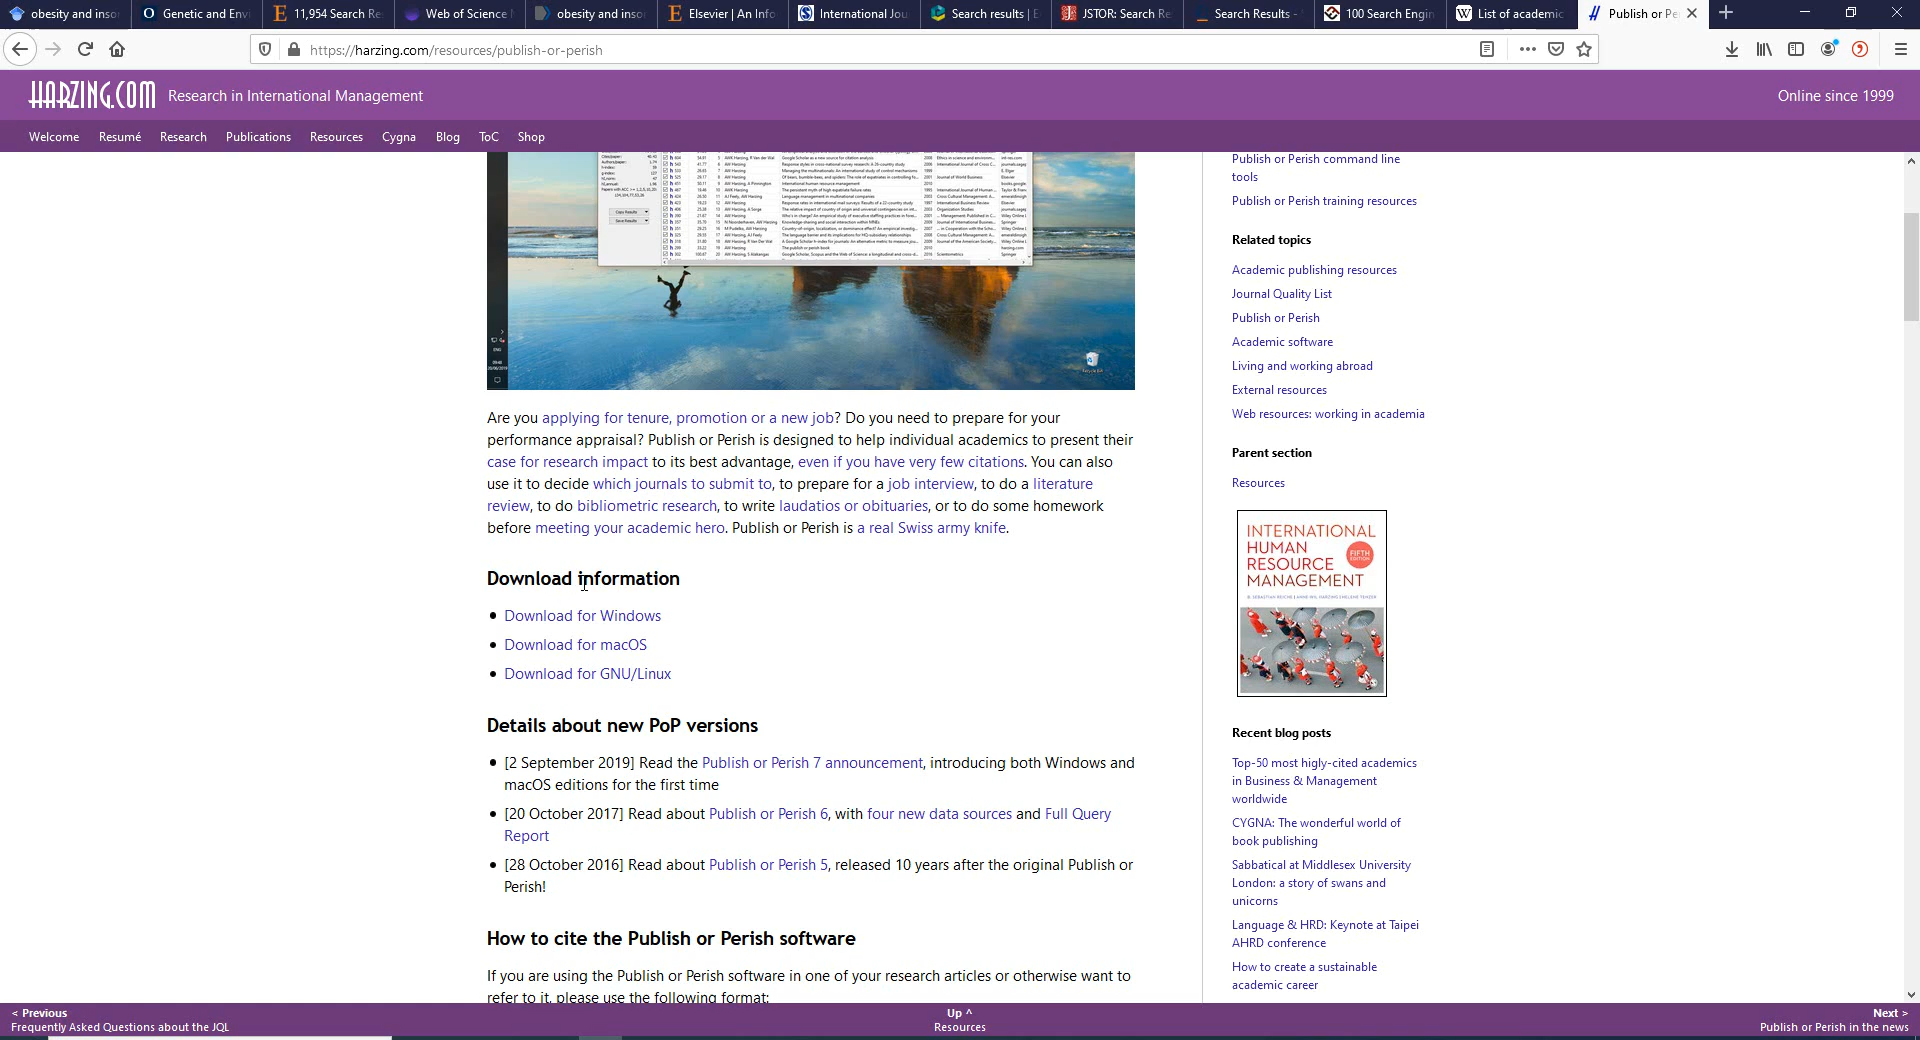 obesity and inso
Genetic and Envi
11,954 Search Re
Web of Science
obesity and inso
Elsevier | An Info
International Jou
Search results | E
JSTOR: Search Re
Search Results -
100 Search Engin
List of academic
Publish or Pe
https://harzing.com/resources/publish-or-perish
HARZING.COM Research in International Management
Online since 1999
Welcome Resumé Research Publications Resources Cygna Blog ToC Shop
Copy Results
Save Results
Are you applying for tenure, promotion or a new job? Do you need to prepare for your
performance appraisal? Publish or Perish is designed to help individual academics to present their
case for research impact to its best advantage, even if you have very few citations. You can also
use it to decide which journals to submit to, to prepare for a job interview, to do a literature
review, to do bibliometric research, to write laudatios or obituaries, or to do some homework
before meeting your academic hero. Publish or Perish is a real Swiss army knife.
Download information
Download for Windows
Download for macOS
Download for GNU/Linux
Details about new PoP versions
[2 September 2019] Read the Publish or Perish 7 announcement, introducing both Windows and
macOS editions for the first time
[20 October 2017] Read about Publish or Perish 6, with four new data sources and Full Query
Report
[28 October 2016] Read about Publish or Perish 5, released 10 years after the original Publish or
Perish!
How to cite the Publish or Perish software
If you are using the Publish or Perish software in one of your research articles or otherwise want to
refer to it, please use the following format:
Publish or Perish command line
tools
Publish or Perish training resources
Related topics
Academic publishing resources
Journal Quality List
Publish or Perish
Academic software
Living and working abroad
External resources
Web resources: working in academia
Parent section
Resources
INTERNATIONAL
HUMAN
RESOURCE
MANAGEMENT
FIFTH
EDITION
Recent blog posts
Top-50 most higly-cited academics
in Business & Management
worldwide
CYGNA: The wonderful world of
book publishing
Sabbatical at Middlesex University
London: a story of swans and
unicorns
Language & HRD: Keynote at Taipei
AHRD conference
How to create a sustainable
academic career
< Previous
Frequently Asked Questions about the JQL
Up ^
Resources
Next >
Publish or Perish in the news